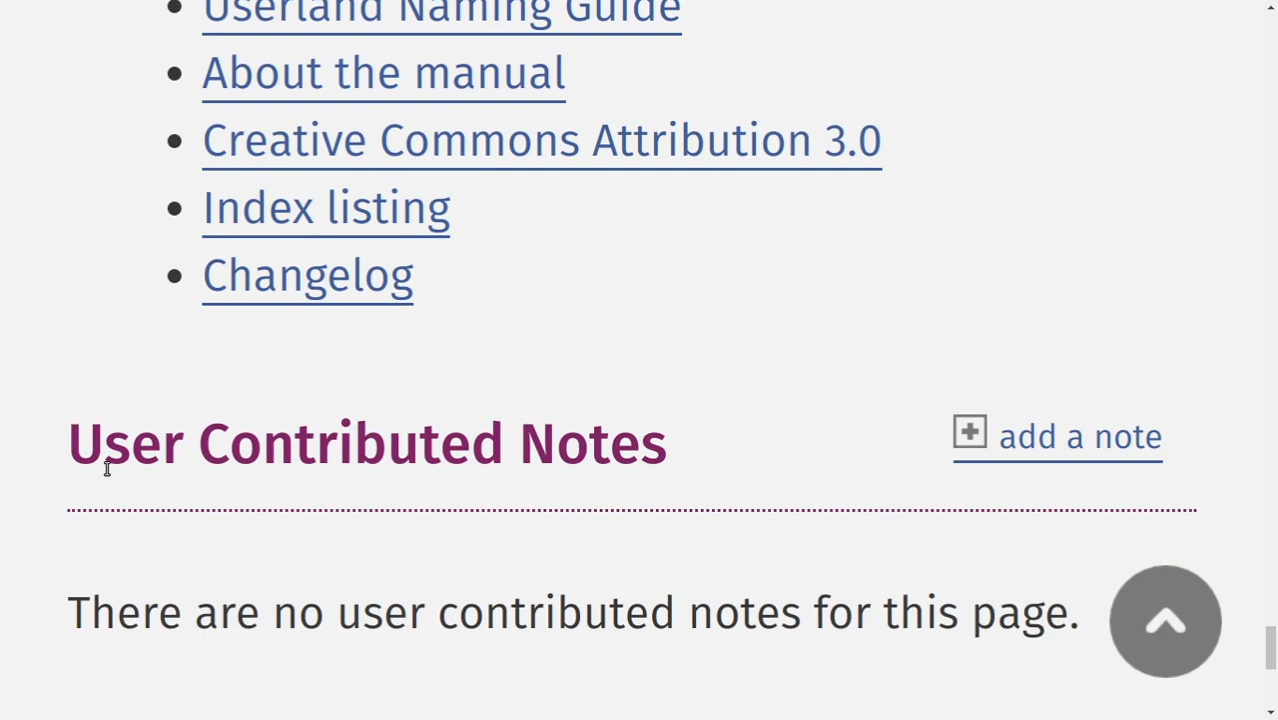 Userland Naming Guide
About the manual
Creative Commons Attribution 3.0
Index listing
Changelog
User Contributed Notes
add a note
There are no user contributed notes for this page.